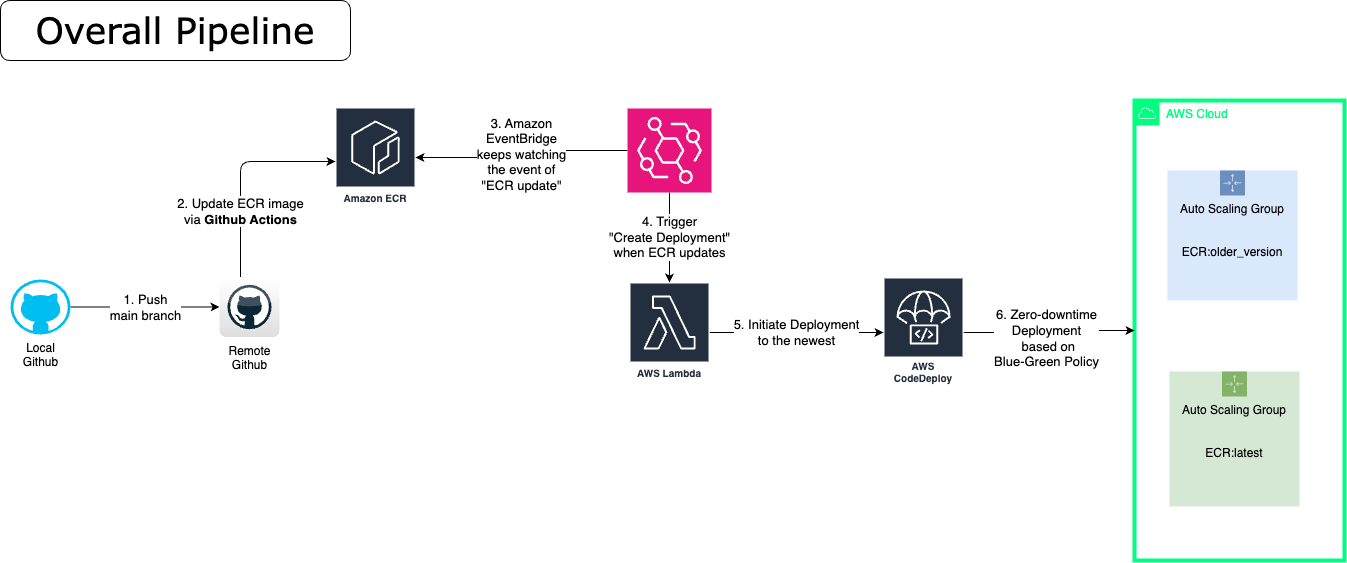 Overall Pipeline
AWS Cloud
3. Amazon
EventBridge
keeps watching
the event of
"ECR update"
Amazon ECR
2. Update ECR image
via Github Actions
4. Trigger
"Create Deployment"
when ECR updates
Auto Scaling Group
ECR:older_version
1. Push
main branch
Local
Github
Remote
Github
AWS Lambda
5. Initiate Deployment
to the newest
AWS
CodeDeploy
6. Zero-downtime
Deployment
based on
Blue-Green Policy
Auto Scaling Group
ECR:latest